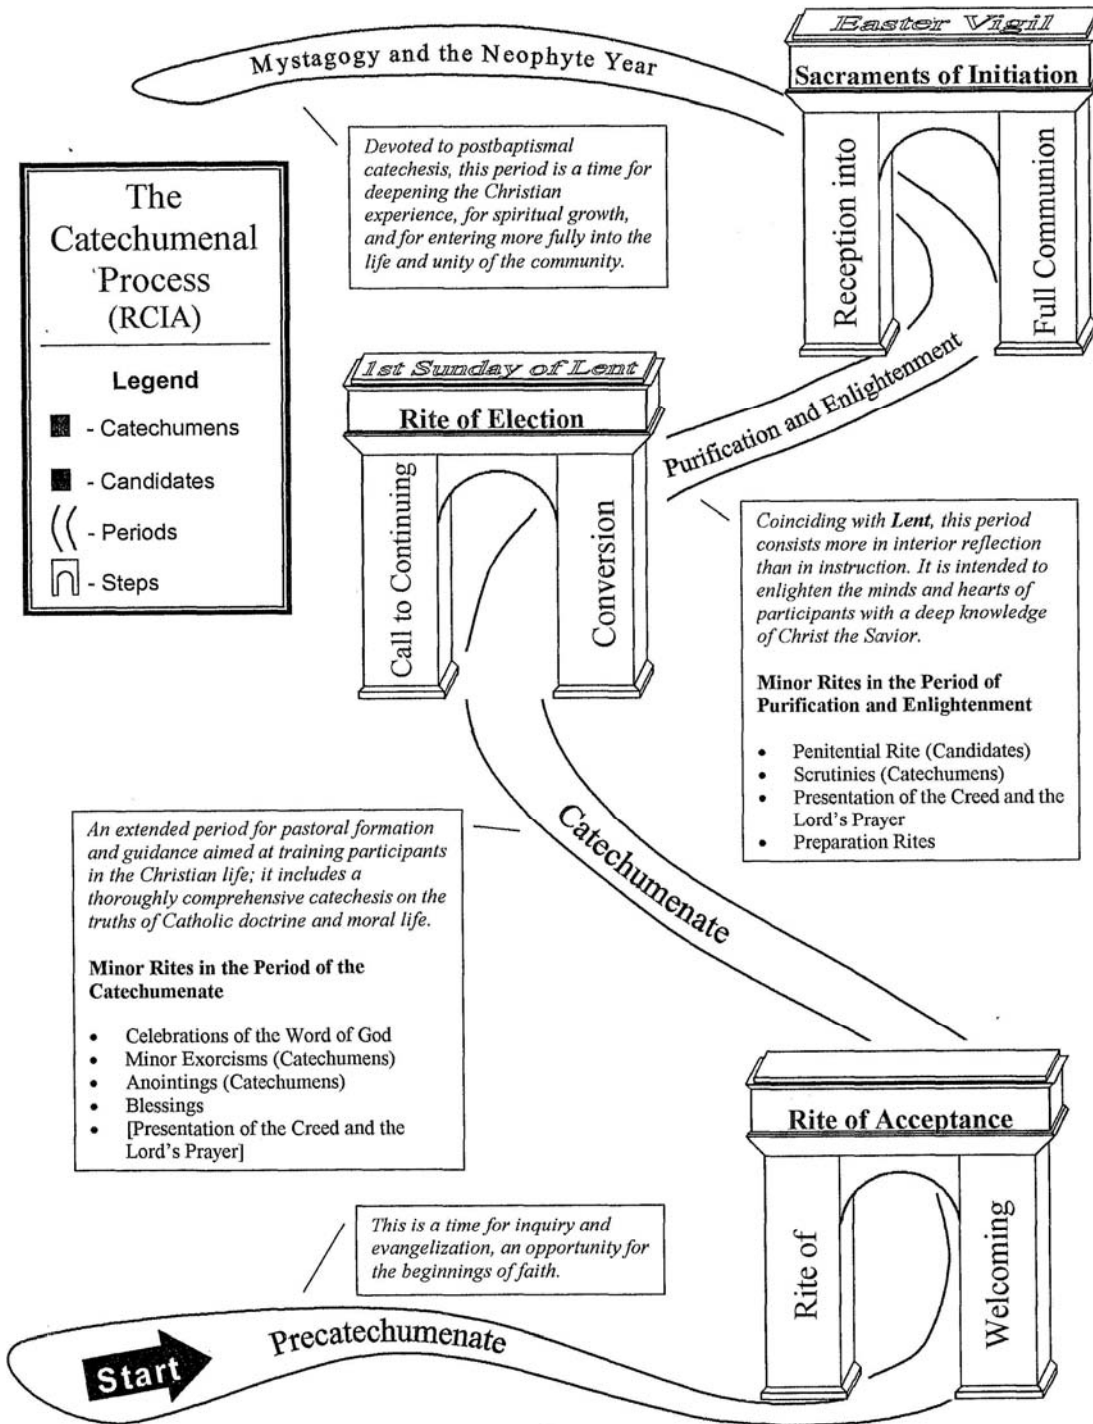 Easter Vigil
Sacraments of Initiation
Reception into
Full Communion
Mystagogy and the Neophyte Year
Devoted to postbaptismal
catechesis, this period is a time for
deepening the Christian
experience, for spiritual growth,
and for entering more fully into the
life and unity of the community.
The
Catechumenal
Process
(RCIA)
Legend
- Catechumens
- Candidates
- Periods
- Steps
1st Sunday of Lent
Rite of Election
Call to Continuing
Conversion
Purification and Enlightenment
Coinciding with Lent, this period
consists more in interior reflection
than in instruction. It is intended to
enlighten the minds and hearts of
participants with a deep knowledge
of Christ the Savior.
Minor Rites in the Period of
Purification and Enlightenment
• Penitential Rite (Candidates)
• Scrutinies (Catechumens)
• Presentation of the Creed and the
Lord's Prayer
• Preparation Rites
Catechumenate
An extended period for pastoral formation
and guidance aimed at training participants
in the Christian life; it includes a
thoroughly comprehensive catechesis on the
truths of Catholic doctrine and moral life.
Minor Rites in the Period of the
Catechumenate
• Celebrations of the Word of God
• Minor Exorcisms (Catechumens)
• Anointings (Catechumens)
• Blessings
• [Presentation of the Creed and the
Lord's Prayer]
Rite of Acceptance
Rite of
Welcoming
This is a time for inquiry and
evangelization, an opportunity for
the beginnings of faith.
Precatechumenate
Start